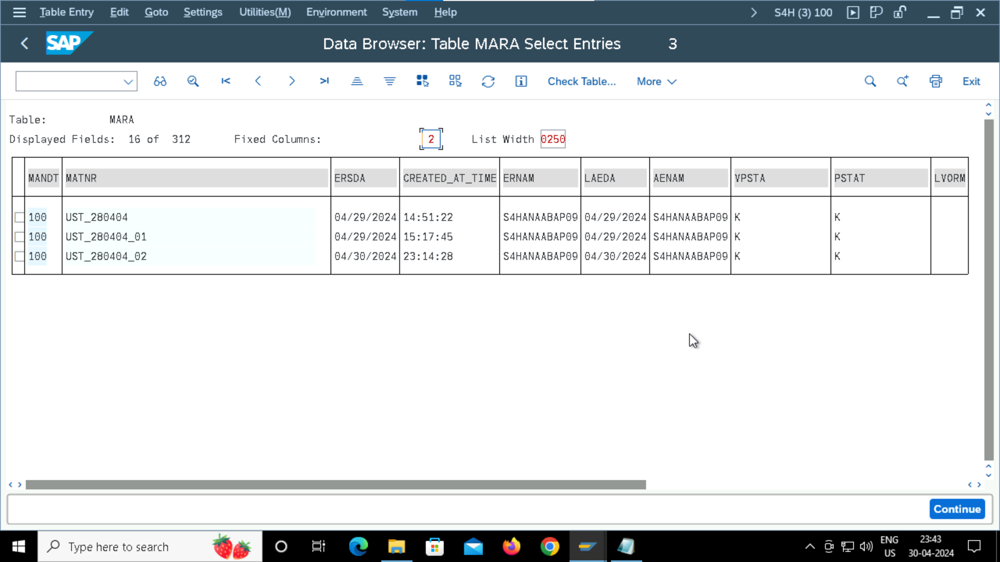 Table Entry Edit Goto Settings Utilities(M) Environment System Help S4H (3) 100
SAP Data Browser: Table MARA Select Entries 3
Check Table... More Exit
Table: MARA
Displayed Fields: 16 of 312 Fixed Columns: 2 List Width 0250
MANDT MATNR ERSDA CREATED_AT_TIME ERNAM LAEDA AENAM VPSTA PSTAT LVORM
100 UST_280404 04/29/2024 14:51:22 S4HANAABAP09 04/29/2024 S4HANAABAP09 K K
100 UST_280404_01 04/29/2024 15:17:45 S4HANAABAP09 04/29/2024 S4HANAABAP09 K K
100 UST_280404_02 04/30/2024 23:14:28 S4HANAABAP09 04/30/2024 S4HANAABAP09 K K
Continue
Type here to search ENG 23:43
US 30-04-2024